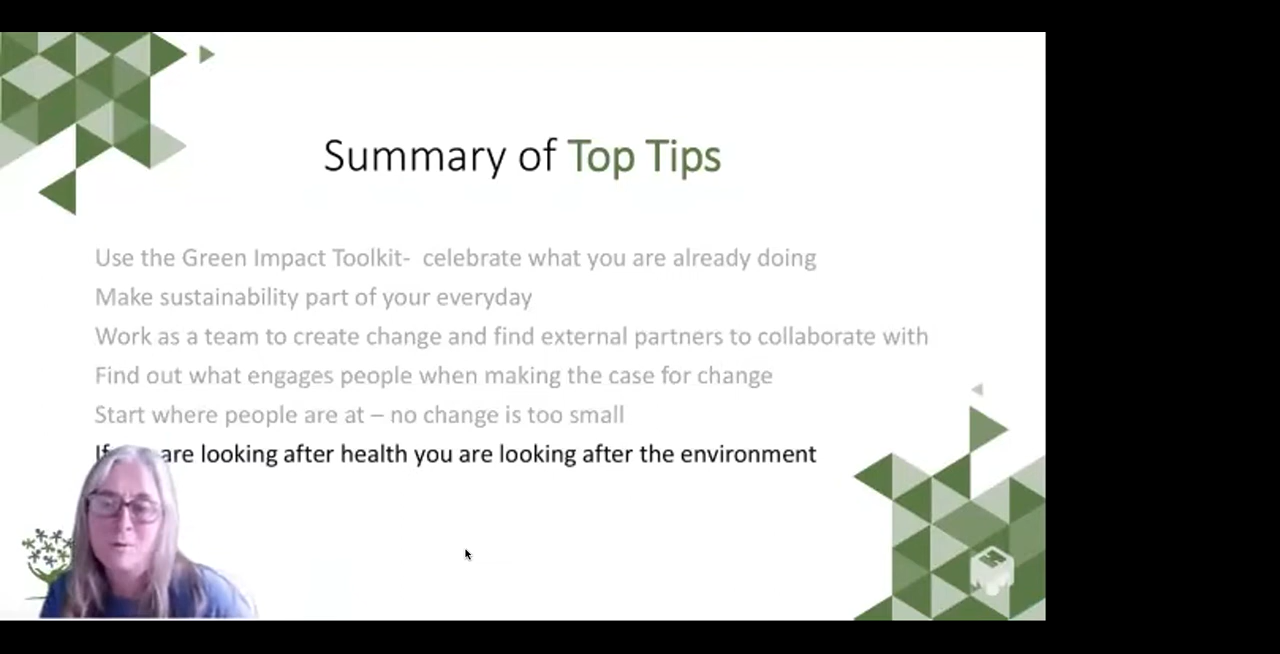 Summary of Top Tips
Use the Green Impact Toolkit- celebrate what you are already doing
Make sustainability part of your everyday
Work as a team to create change and find external partners to collaborate with
Find out what engages people when making the case for change
Start where people are at – no change is too small
If are looking after health you are looking after the environment